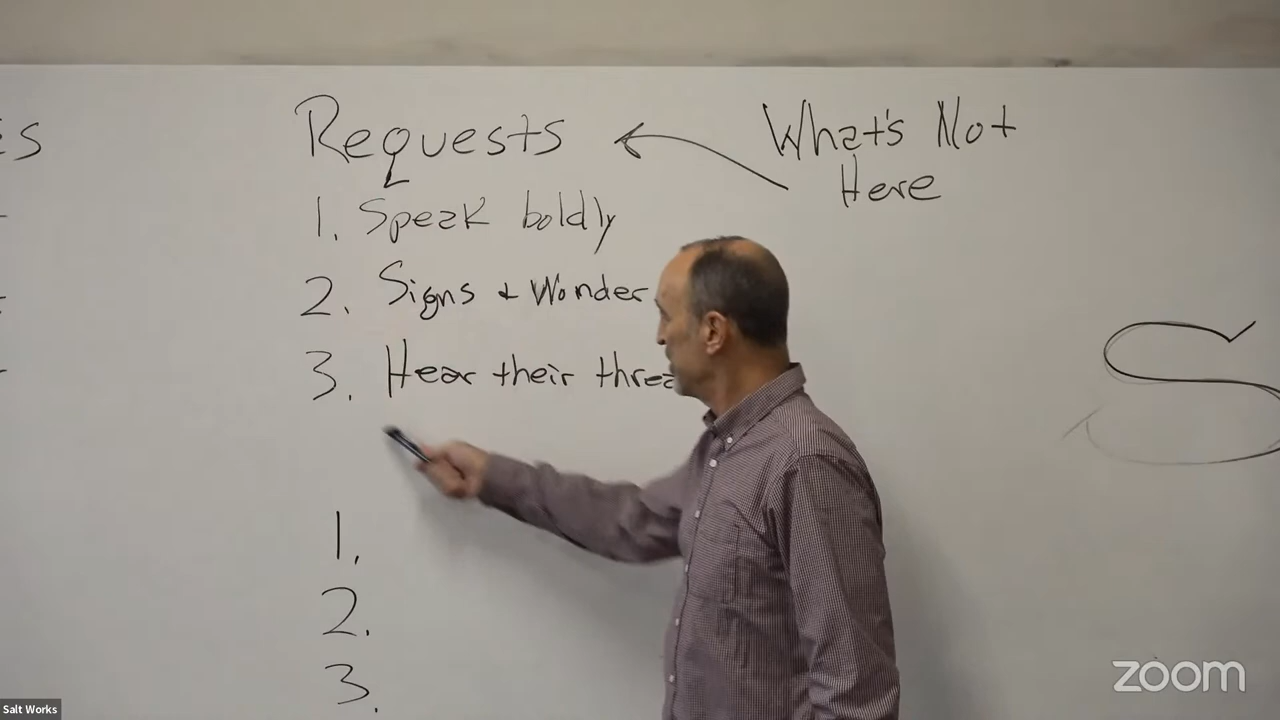 Requests
What's Not
Here
1. Speak boldly
2. Signs & Wonder
3. Hear their
1.
2.
3.
S
zoom
Salt Works